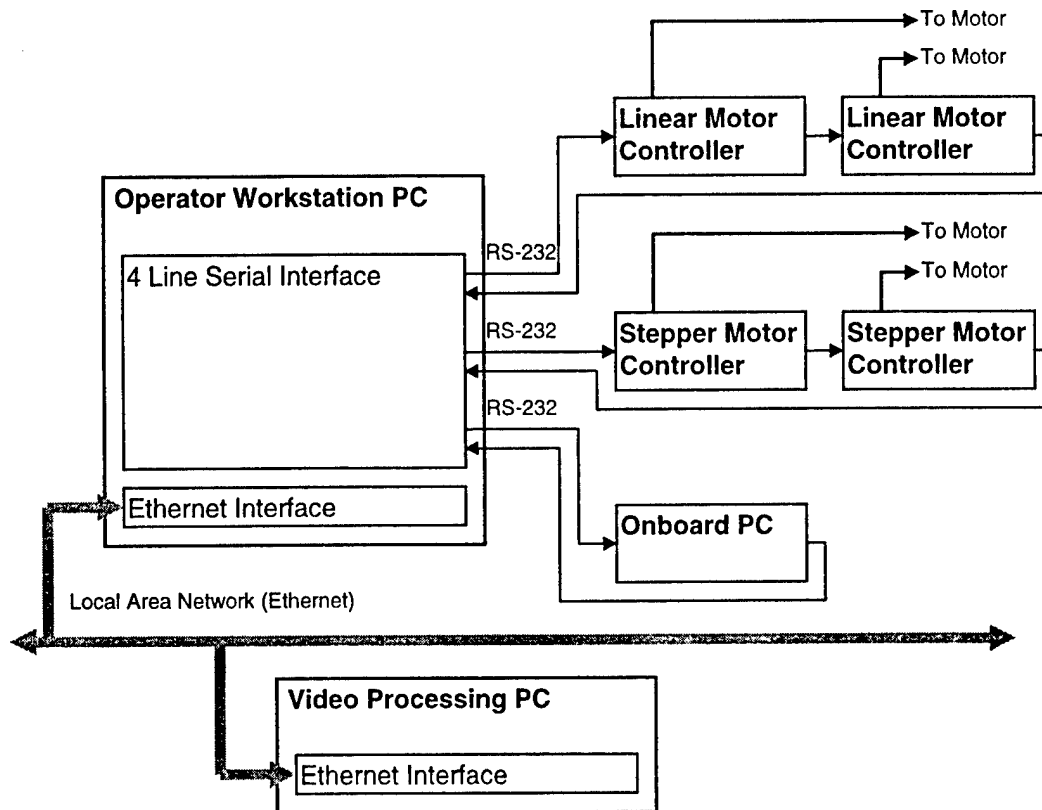 To Motor
To Motor
Linear Motor
Controller
Linear Motor
Controller
Operator Workstation PC
To Motor
RS-232
4 Line Serial Interface
To Motor
RS-232
Stepper Motor
Controller
Stepper Motor
Controller
RS-232
Ethernet Interface
Onboard PC
Local Area Network (Ethernet)
Video Processing PC
Ethernet Interface